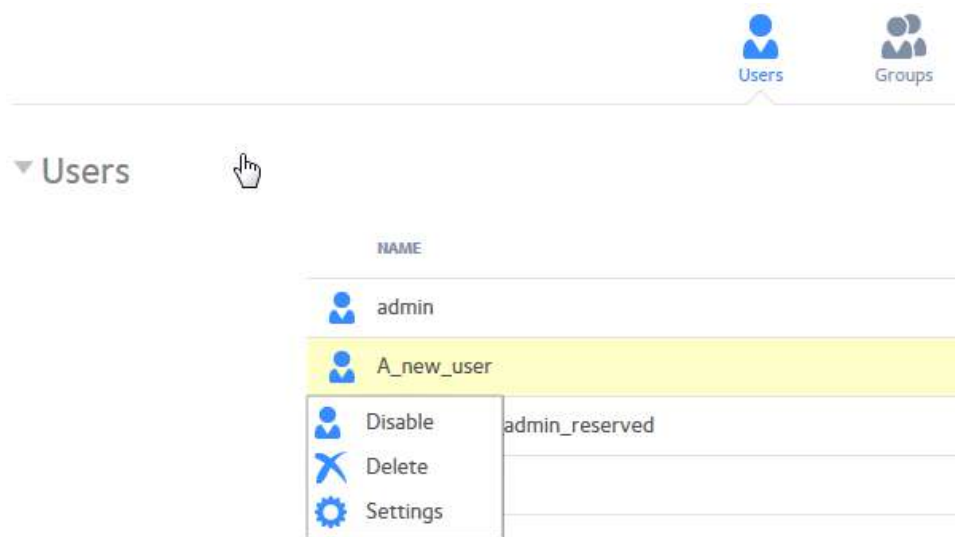 Users Groups
Users
NAME
admin
A_new_user
Disable
admin_reserved
Delete
Settings